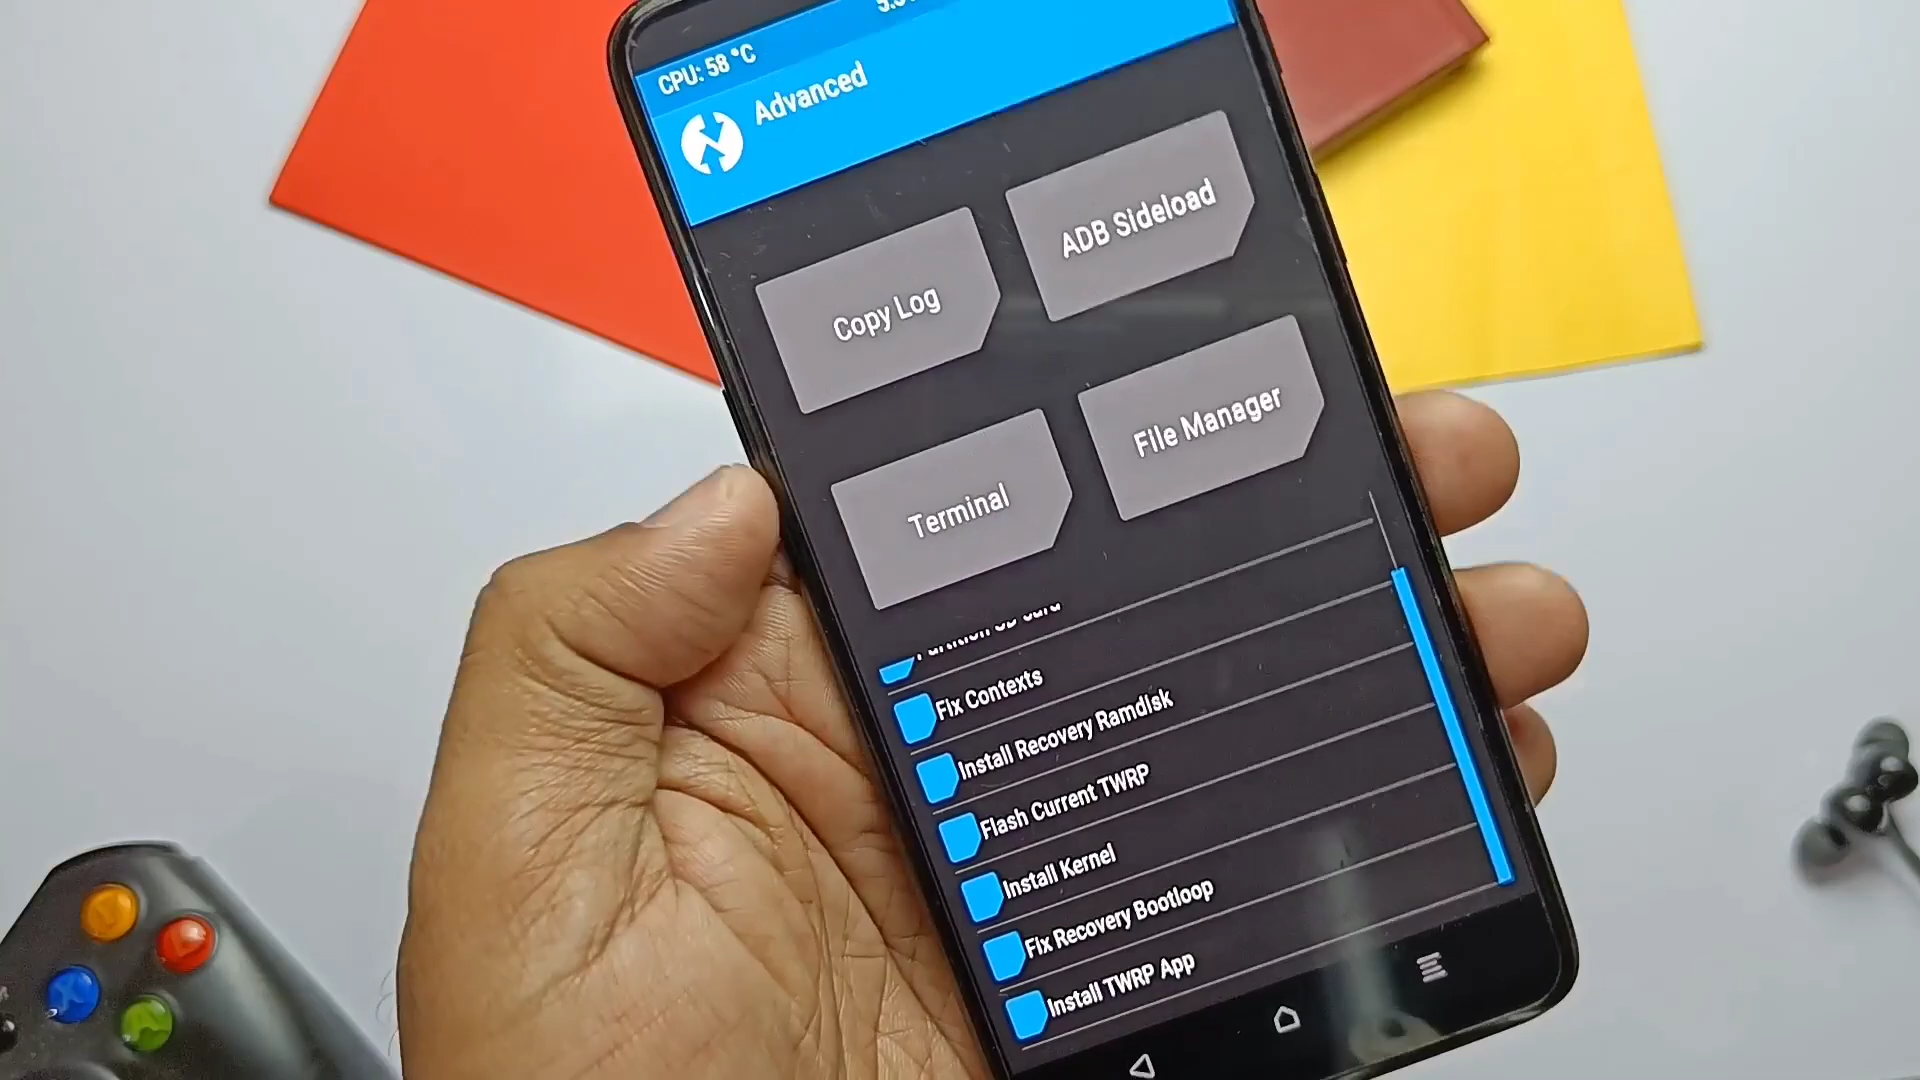 CPU: 58 °C
Advanced
Copy Log
ADB Sideload
Terminal
File Manager
Fix Contexts
Install Recovery Ramdisk
Flash Current TWRP
Install Kernel
Fix Recovery Bootloop
Install TWRP App